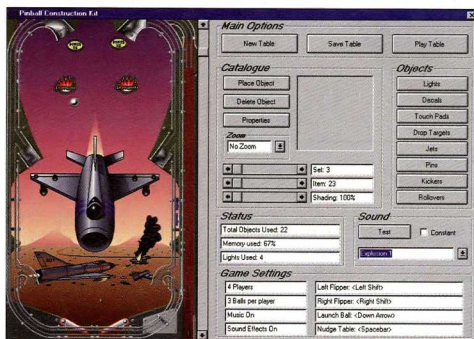 Pinball Construction Kit
Main Options
New Table
Save Table
Play Table
Catalogue
Place Object
Delete Object
Properties
Zoom
No Zoom
Set: 3
Item: 23
Shading: 100%
Objects
Lights
Decals
Touch Pads
Drop Targets
Jets
Pins
Kickers
Rollovers
Status
Total Objects Used: 22
Memory used: 67%
Lights Used: 4
Sound
Test
Constant
Explosion 1
Game Settings
4 Players
3 Balls per player
Music On
Sound Effects On
Left Flipper: <Left Shift>
Right Flipper: <Right Shift>
Launch Ball: <Down Arrow>
Nudge Table: <Spacebar>